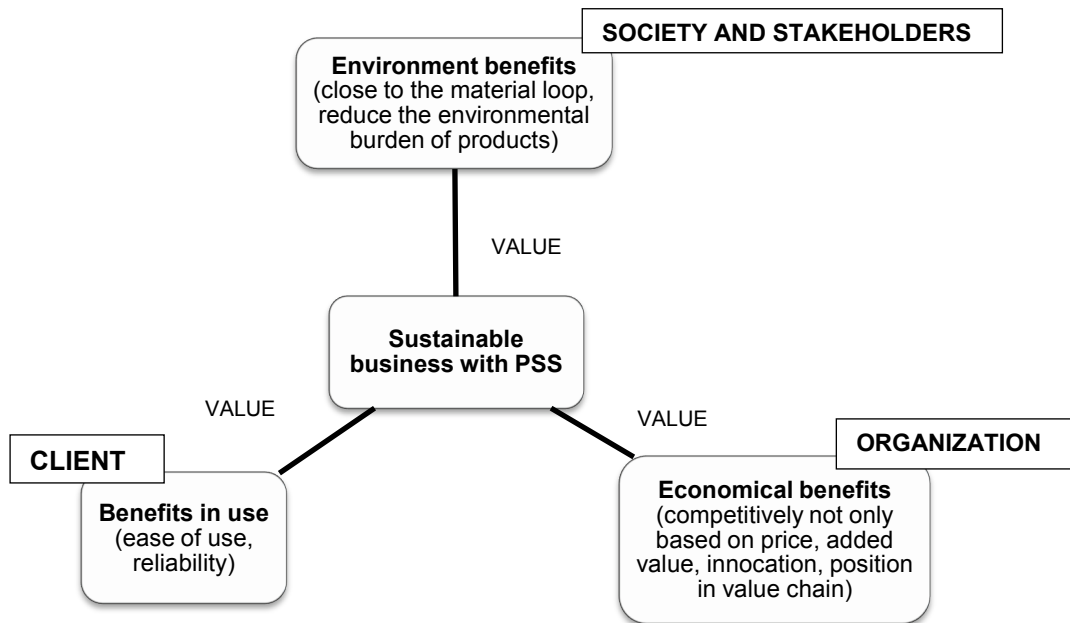 SOCIETY AND STAKEHOLDERS
Environment benefits
(close to the material loop,
reduce the environmental
burden of products)
VALUE
Sustainable
business with PSS
VALUE
VALUE
CLIENT
ORGANIZATION
Benefits in use
(ease of use,
reliability)
Economical benefits
(competitively not only
based on price, added
value, innocation, position
in value chain)